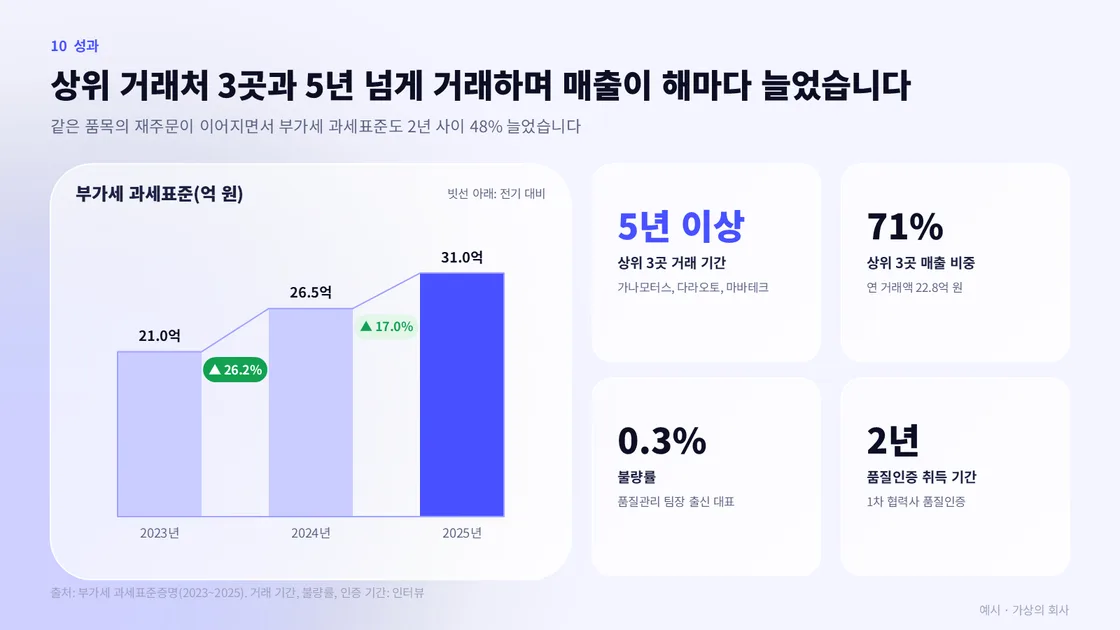 10 성과
상위 거래처 3곳과 5년 넘게 거래하며 매출이 해마다 늘었습니다
같은 품목의 재주문이 이어지면서 부가세 과세표준도 2년 사이 48% 늘었습니다
부가세 과세표준(억 원)
빗선 아래: 전기 대비
21.0억
26.5억
31.0억
▲ 26.2%
▲ 17.0%
2023년
2024년
2025년
5년 이상
상위 3곳 거래 기간
가나모터스, 다라오토, 마바테크
71%
상위 3곳 매출 비중
연 거래액 22.8억 원
0.3%
불량률
품질관리 팀장 출신 대표
2년
품질인증 취득 기간
1차 협력사 품질인증
출처: 부가세 과세표준증명(2023~2025). 거래 기간, 불량률, 인증 기간: 인터뷰
예시 · 가상의 회사